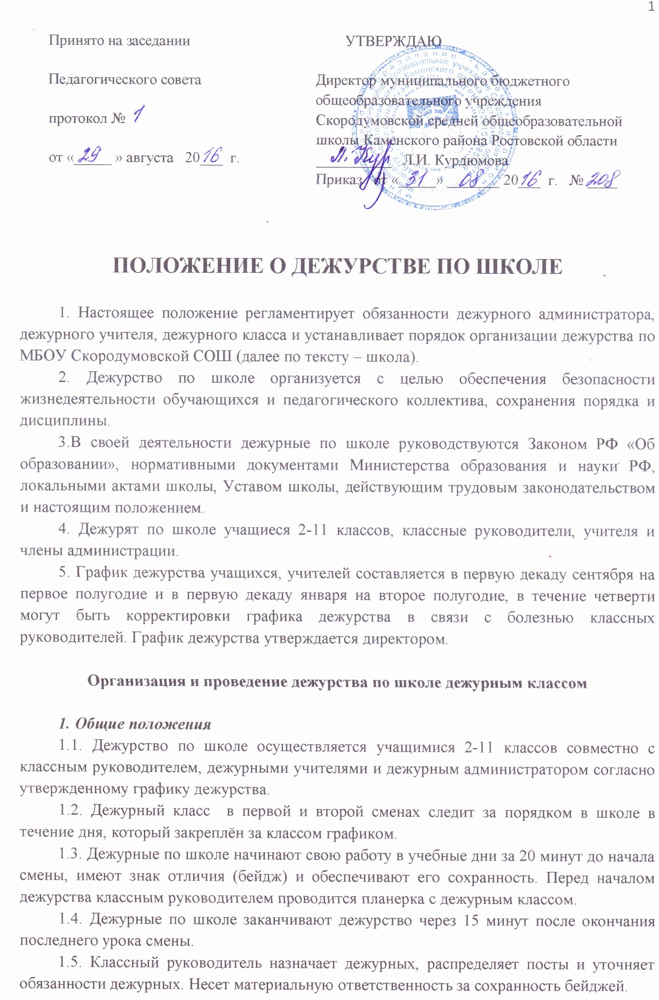 1
Принято на заседании
Педагогического совета
протокол № 1
от «29» августа 2016 г.
УТВЕРЖДАЮ
Директор муниципального бюджетного
общеобразовательного учреждения
Скородумовской средней общеобразовательной
школы Каменского района Ростовской области
Л.И. Курдюмова
Приказ от «31» 08 2016 г. № 208
ПОЛОЖЕНИЕ О ДЕЖУРСТВЕ ПО ШКОЛЕ
1. Настоящее положение регламентирует обязанности дежурного администратора,
дежурного учителя, дежурного класса и устанавливает порядок организации дежурства по
МБОУ Скородумовской СОШ (далее по тексту – школа).
2. Дежурство по школе организуется с целью обеспечения безопасности
жизнедеятельности обучающихся и педагогического коллектива, сохранения порядка и
дисциплины.
3.В своей деятельности дежурные по школе руководствуются Законом РФ «Об
образовании», нормативными документами Министерства образования и науки РФ,
локальными актами школы, Уставом школы, действующим трудовым законодательством
и настоящим положением.
4. Дежурят по школе учащиеся 2-11 классов, классные руководители, учителя и
члены администрации.
5. График дежурства учащихся, учителей составляется в первую декаду сентября на
первое полугодие и в первую декаду января на второе полугодие, в течение четверти
могут быть корректировки графика дежурства в связи с болезнью классных
руководителей. График дежурства утверждается директором.
Организация и проведение дежурства по школе дежурным классом
1. Общие положения
1.1. Дежурство по школе осуществляется учащимися 2-11 классов совместно с
классным руководителем, дежурными учителями и дежурным администратором согласно
утвержденному графику дежурства.
1.2. Дежурный класс в первой и второй сменах следит за порядком в школе в
течение дня, который закреплён за классом графиком.
1.3. Дежурные по школе начинают свою работу в учебные дни за 20 минут до начала
смены, имеют знак отличия (бейдж) и обеспечивают его сохранность. Перед началом
дежурства классным руководителем проводится планерка с дежурным классом.
1.4. Дежурные по школе заканчивают дежурство через 15 минут после окончания
последнего урока смены.
1.5. Классный руководитель назначает дежурных, распределяет посты и уточняет
обязанности дежурных. Несет материальную ответственность за сохранность бейджей.